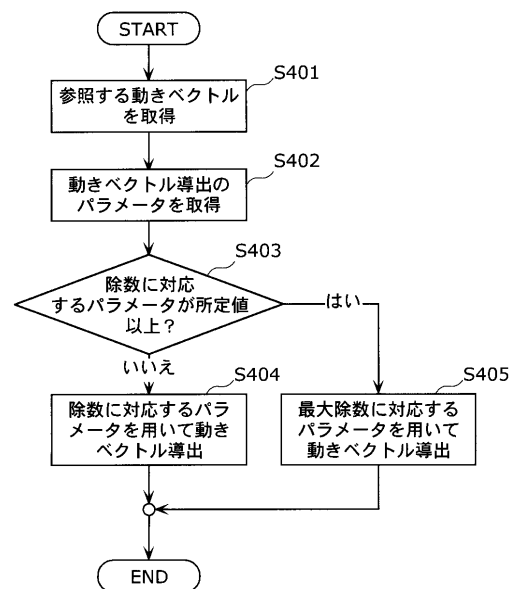 START
S401
参照する動きベクトル
を取得
S402
動きベクトル導出の
パラメータを取得
S403
除数に対応
するパラメータが所定値
以上？
はい
いいえ
S404
除数に対応するパラ
メータを用いて動き
ベクトル導出
S405
最大除数に対応する
パラメータを用いて
動きベクトル導出
END